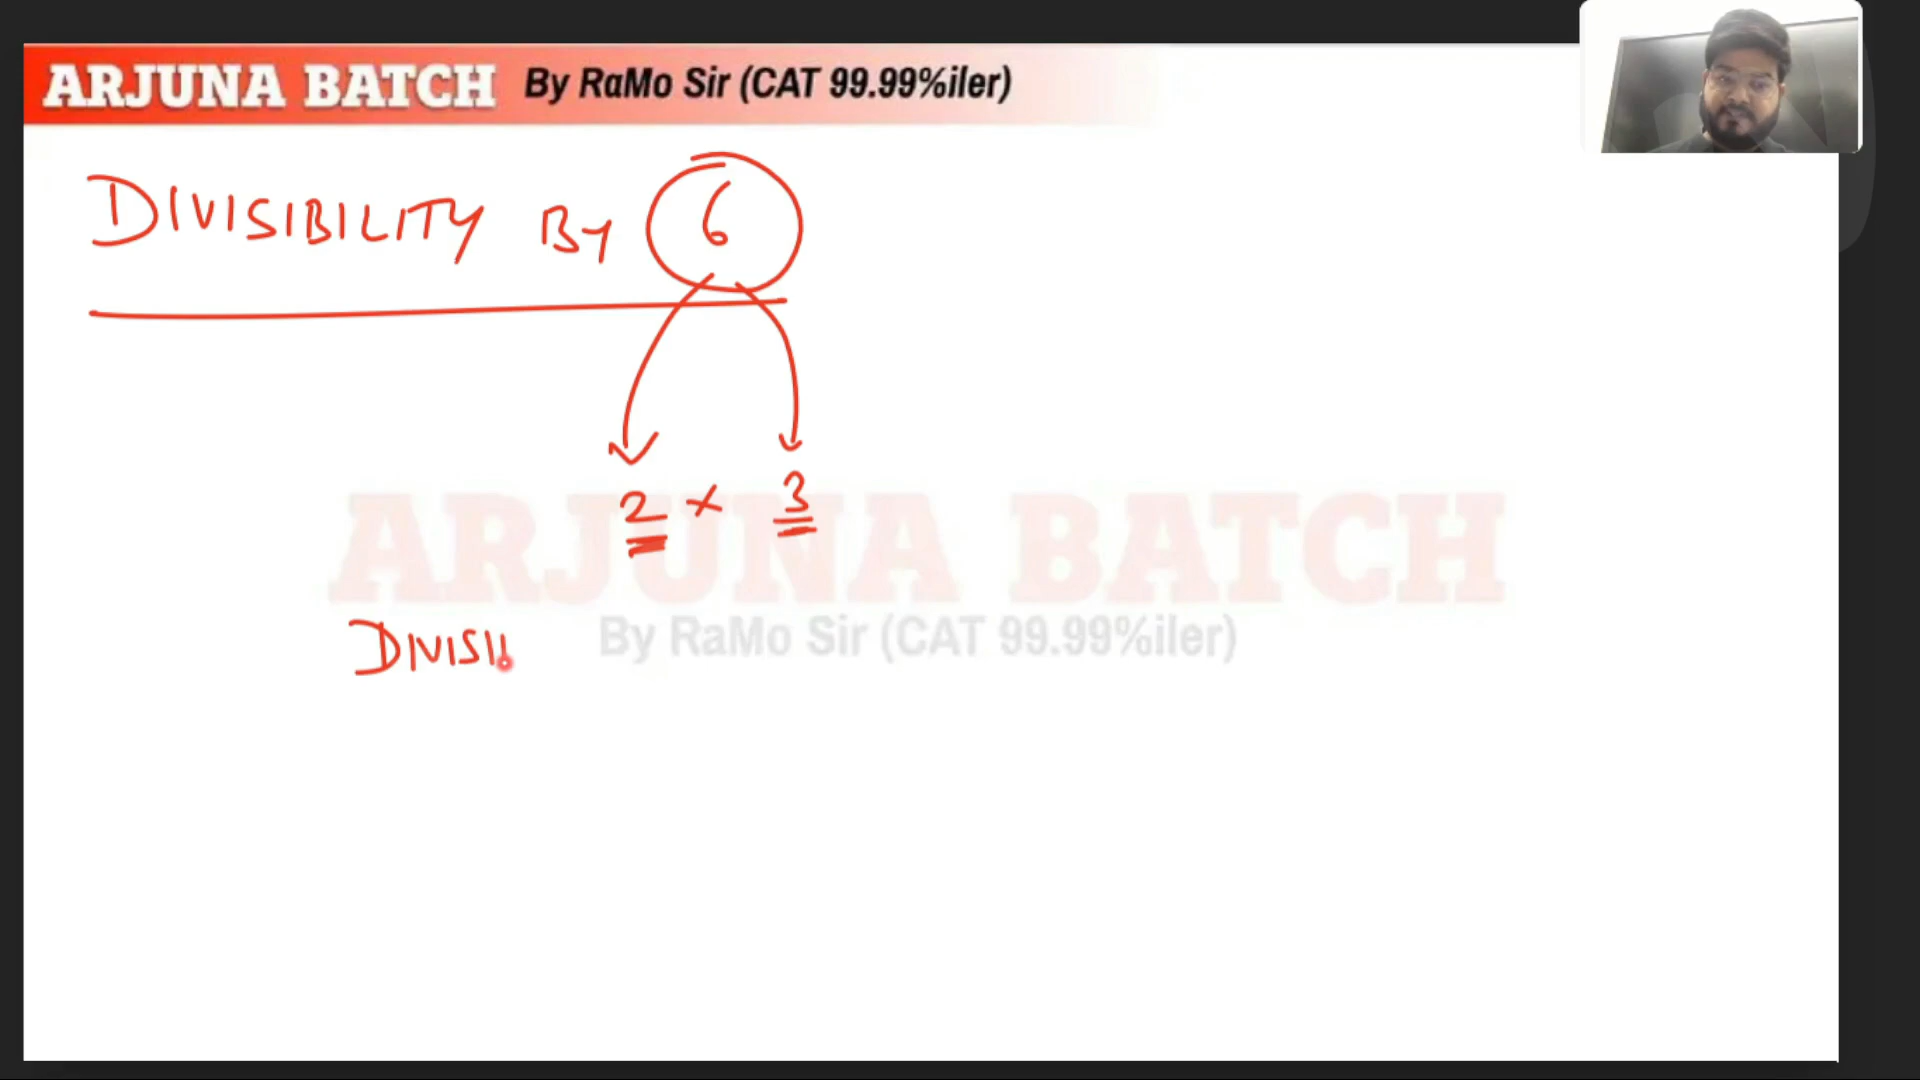 ARJUNA BATCH By RaMo Sir (CAT 99.99%iler)
DIVISIBILITY BY 6
2 x 3
ARJUNA BATCH
By RaMo Sir (CAT 99.99%iler)
DIVISI